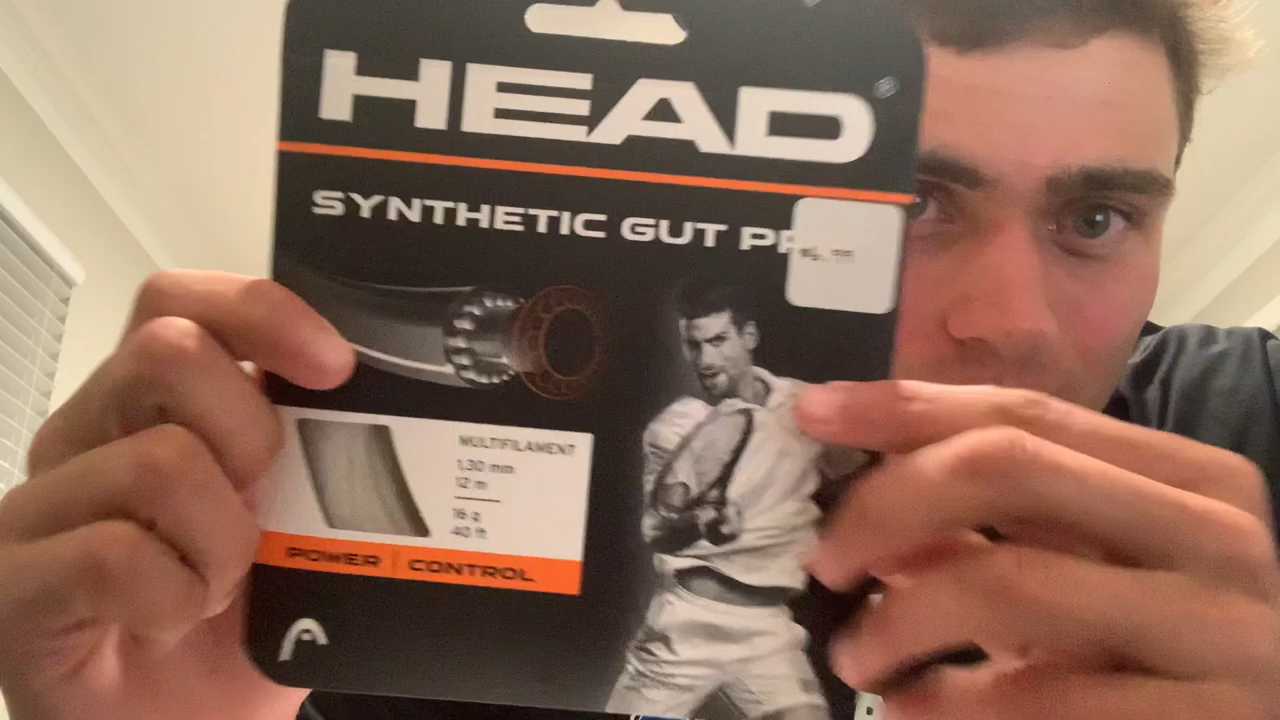 HEAD
SYNTHETIC GUT
MULTIFILAMENT
1,30 mm
12 m
16 g
40 ft
POWER | CONTROL